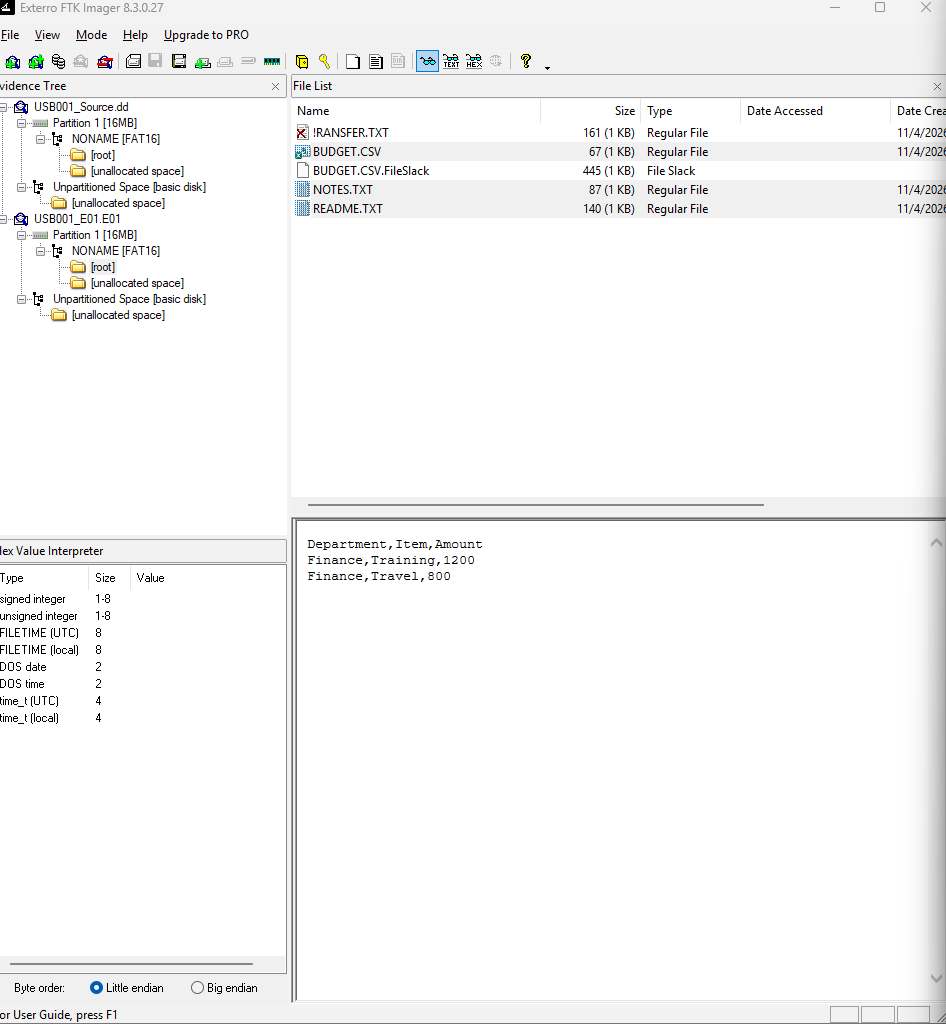 Exterro FTK Imager 8.3.0.27
File View Mode Help Upgrade to PRO
TEXT HEX
vidence Tree
USB001_Source.dd
Partition 1 [16MB]
NONAME [FAT16]
[root]
[unallocated space]
Unpartitioned Space [basic disk]
[unallocated space]
USB001_E01.E01
Partition 1 [16MB]
NONAME [FAT16]
[root]
[unallocated space]
Unpartitioned Space [basic disk]
[unallocated space]
File List
Name Size Type Date Accessed Date Crea
!RANSFER.TXT 161 (1 KB) Regular File 11/4/2026
BUDGET.CSV 67 (1 KB) Regular File 11/4/2026
BUDGET.CSV.FileSlack 445 (1 KB) File Slack
NOTES.TXT 87 (1 KB) Regular File 11/4/2026
README.TXT 140 (1 KB) Regular File 11/4/2026
Department,Item,Amount
Finance,Training,1200
Finance,Travel,800
Hex Value Interpreter
Type Size Value
signed integer 1-8
unsigned integer 1-8
FILETIME (UTC) 8
FILETIME (local) 8
DOS date 2
DOS time 2
time_t (UTC) 4
time_t (local) 4
Byte order: Little endian Big endian
or User Guide, press F1